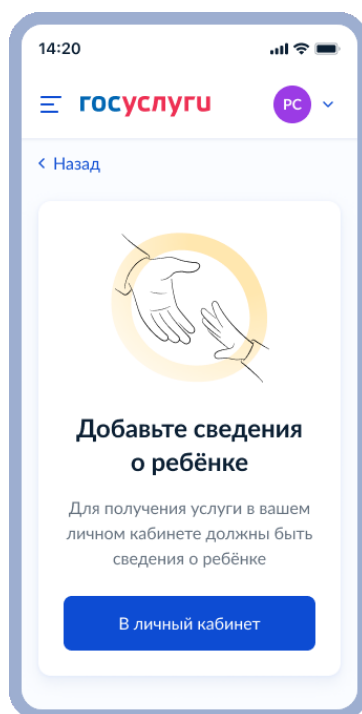 14:20
госуслуги
РС
Назад
Добавьте сведения
о ребёнке
Для получения услуги в вашем
личном кабинете должны быть
сведения о ребёнке
В личный кабинет